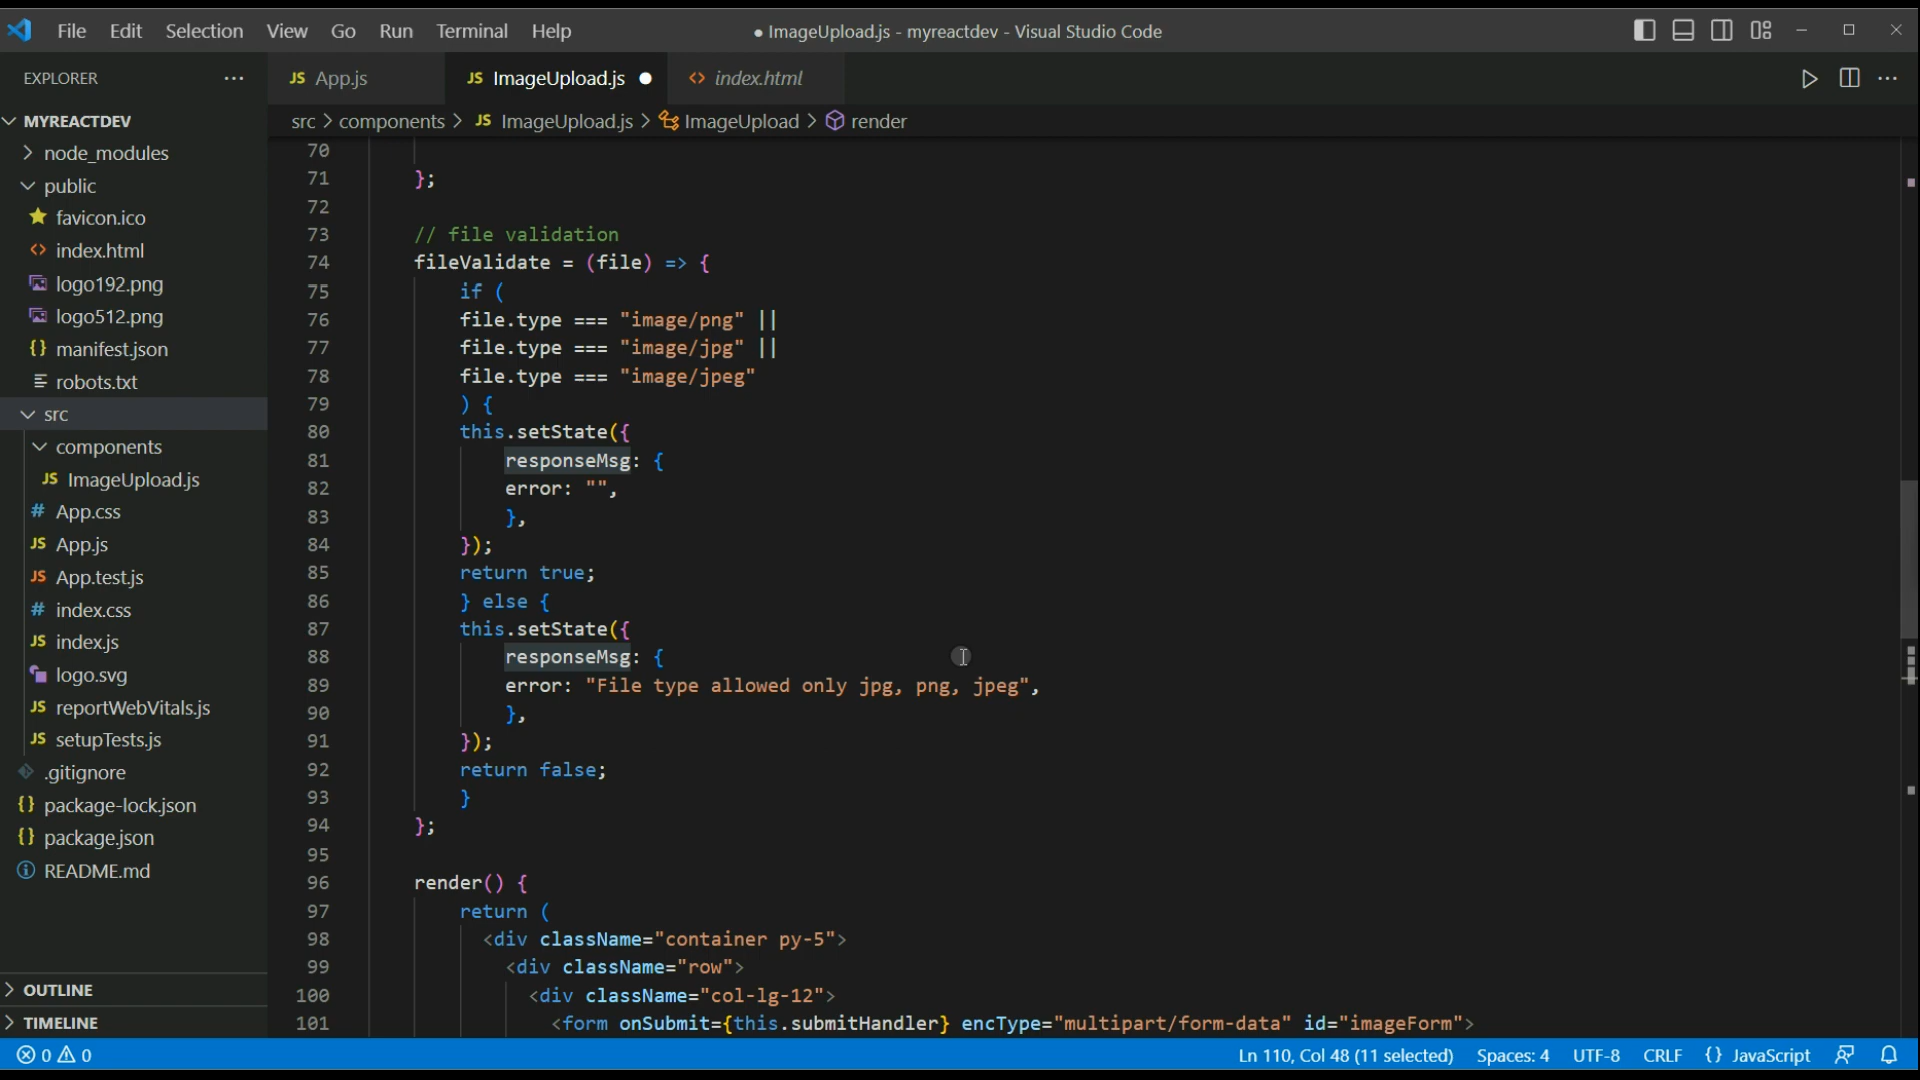 File Edit Selection View Go Run Terminal Help
● ImageUpload.js - myreactdev - Visual Studio Code
EXPLORER
JS App.js
JS ImageUpload.js ●
<> index.html
src > components > JS ImageUpload.js > ImageUpload > render
MYREACTDEV
node_modules
public
favicon.ico
<> index.html
logo192.png
logo512.png
{} manifest.json
robots.txt
src
components
JS ImageUpload.js
# App.css
JS App.js
JS App.test.js
# index.css
JS index.js
logo.svg
JS reportWebVitals.js
JS setupTests.js
.gitignore
{} package-lock.json
{} package.json
README.md
OUTLINE
TIMELINE
70
71 };
72
73 // file validation
74 fileValidate = (file) => {
75 if (
76 file.type === "image/png" ||
77 file.type === "image/jpg" ||
78 file.type === "image/jpeg"
79 ) {
80 this.setState({
81 responseMsg: {
82 error: "",
83 },
84 });
85 return true;
86 } else {
87 this.setState({
88 responseMsg: {
89 error: "File type allowed only jpg, png, jpeg",
90 },
91 });
92 return false;
93 }
94 };
95
96 render() {
97 return (
98 <div className="container py-5">
99 <div className="row">
100 <div className="col-lg-12">
101 <form onSubmit={this.submitHandler} encType="multipart/form-data" id="imageForm">
0 0
Ln 110, Col 48 (11 selected) Spaces: 4 UTF-8 CRLF {} JavaScript